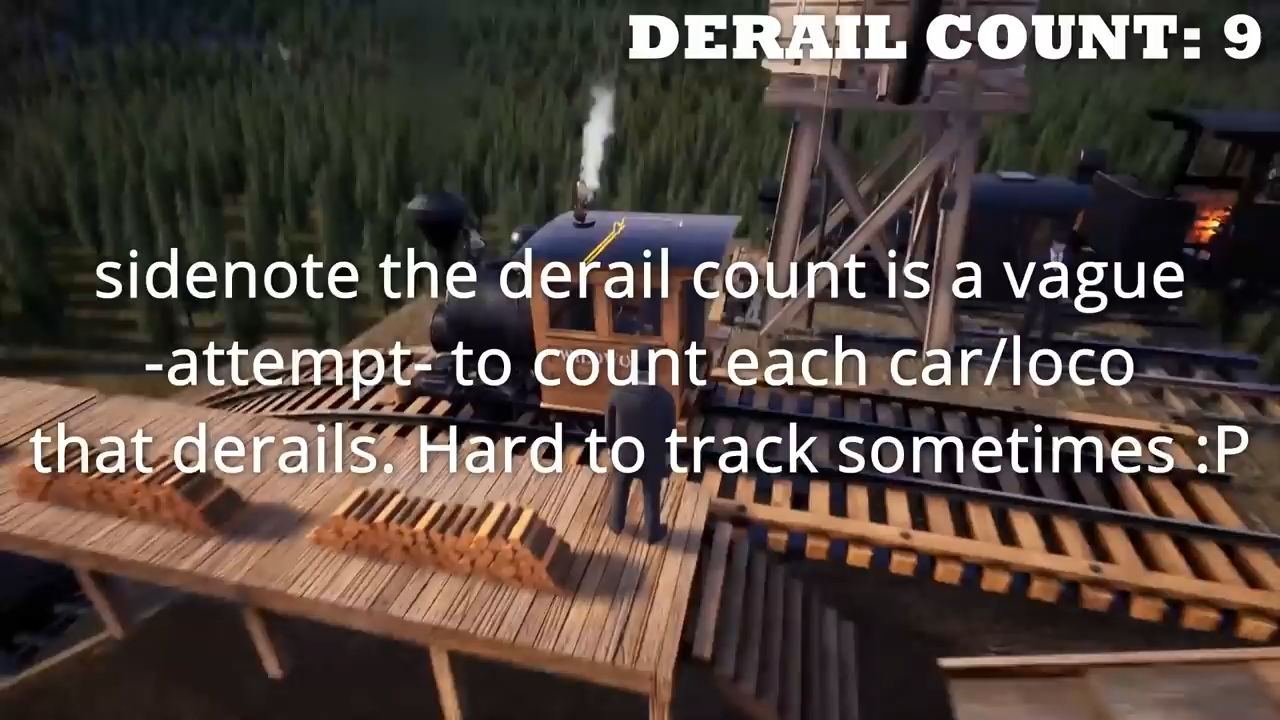 DERAIL COUNT: 9
sidenote the derail count is a vague
-attempt- to count each car/loco
that derails. Hard to track sometimes :P